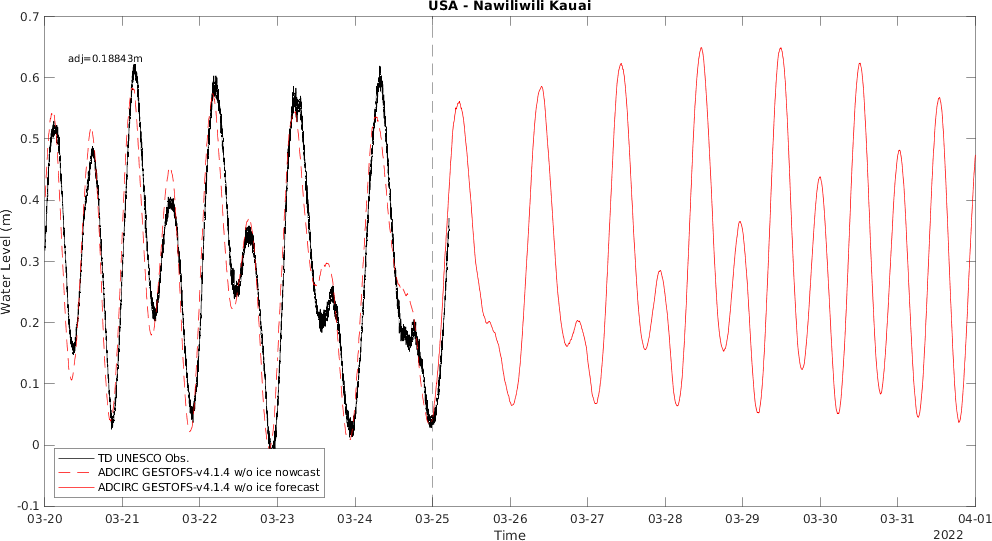 USA - Nawiliwili Kauai
adj=0.18843m
0.7
0.6
0.5
0.4
0.3
0.2
0.1
0
-0.1
Water Level (m)
TD UNESCO Obs.
ADCIRC GESTOFS-v4.1.4 w/o ice nowcast
ADCIRC GESTOFS-v4.1.4 w/o ice forecast
03-20 03-21 03-22 03-23 03-24 03-25 03-26 03-27 03-28 03-29 03-30 03-31 04-01
Time
2022